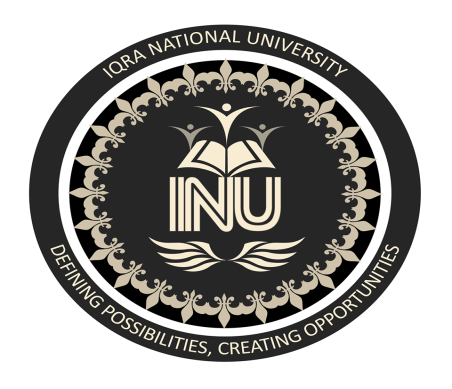 IQRA NATIONAL UNIVERSITY
INU
DEFINING POSSIBILITIES, CREATING OPPORTUNITIES